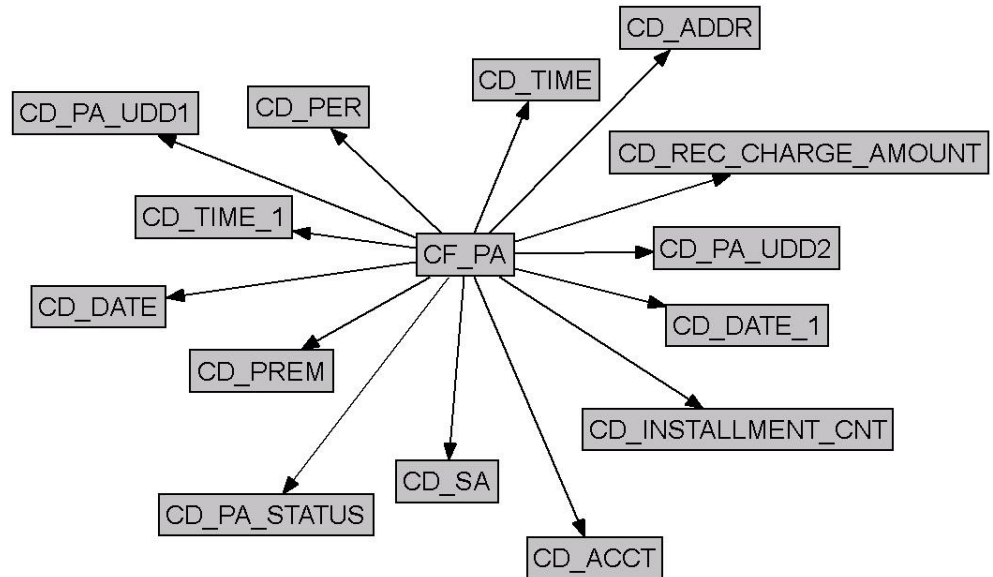 CD_ADDR
CD_TIME
CD_PER
CD_PA_UDD1
CD_REC_CHARGE_AMOUNT
CD_TIME_1
CF_PA
CD_PA_UDD2
CD_DATE
CD_DATE_1
CD_PREM
CD_INSTALLMENT_CNT
CD_SA
CD_PA_STATUS
CD_ACCT